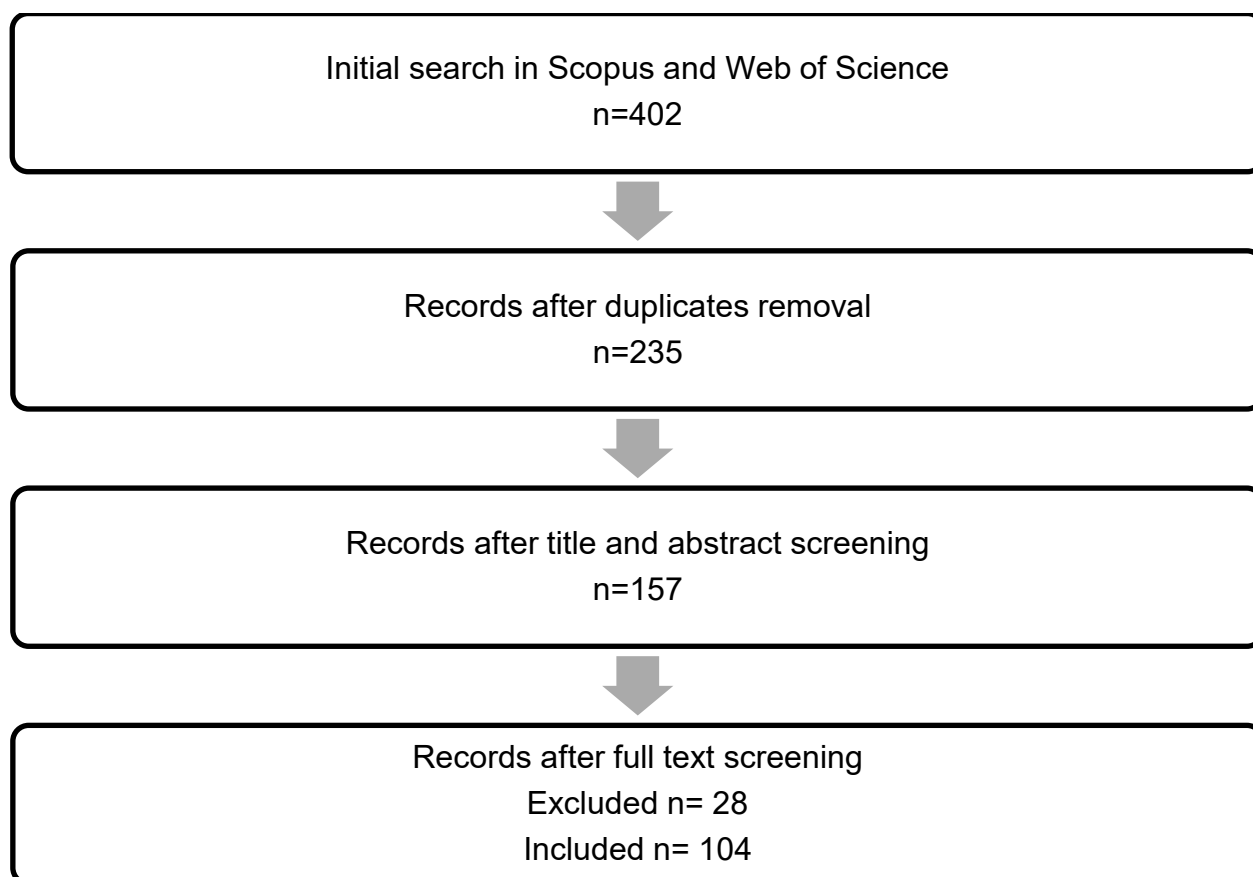 Initial search in Scopus and Web of Science
n=402
Records after duplicates removal
n=235
Records after title and abstract screening
n=157
Records after full text screening
Excluded n= 28
Included n= 104